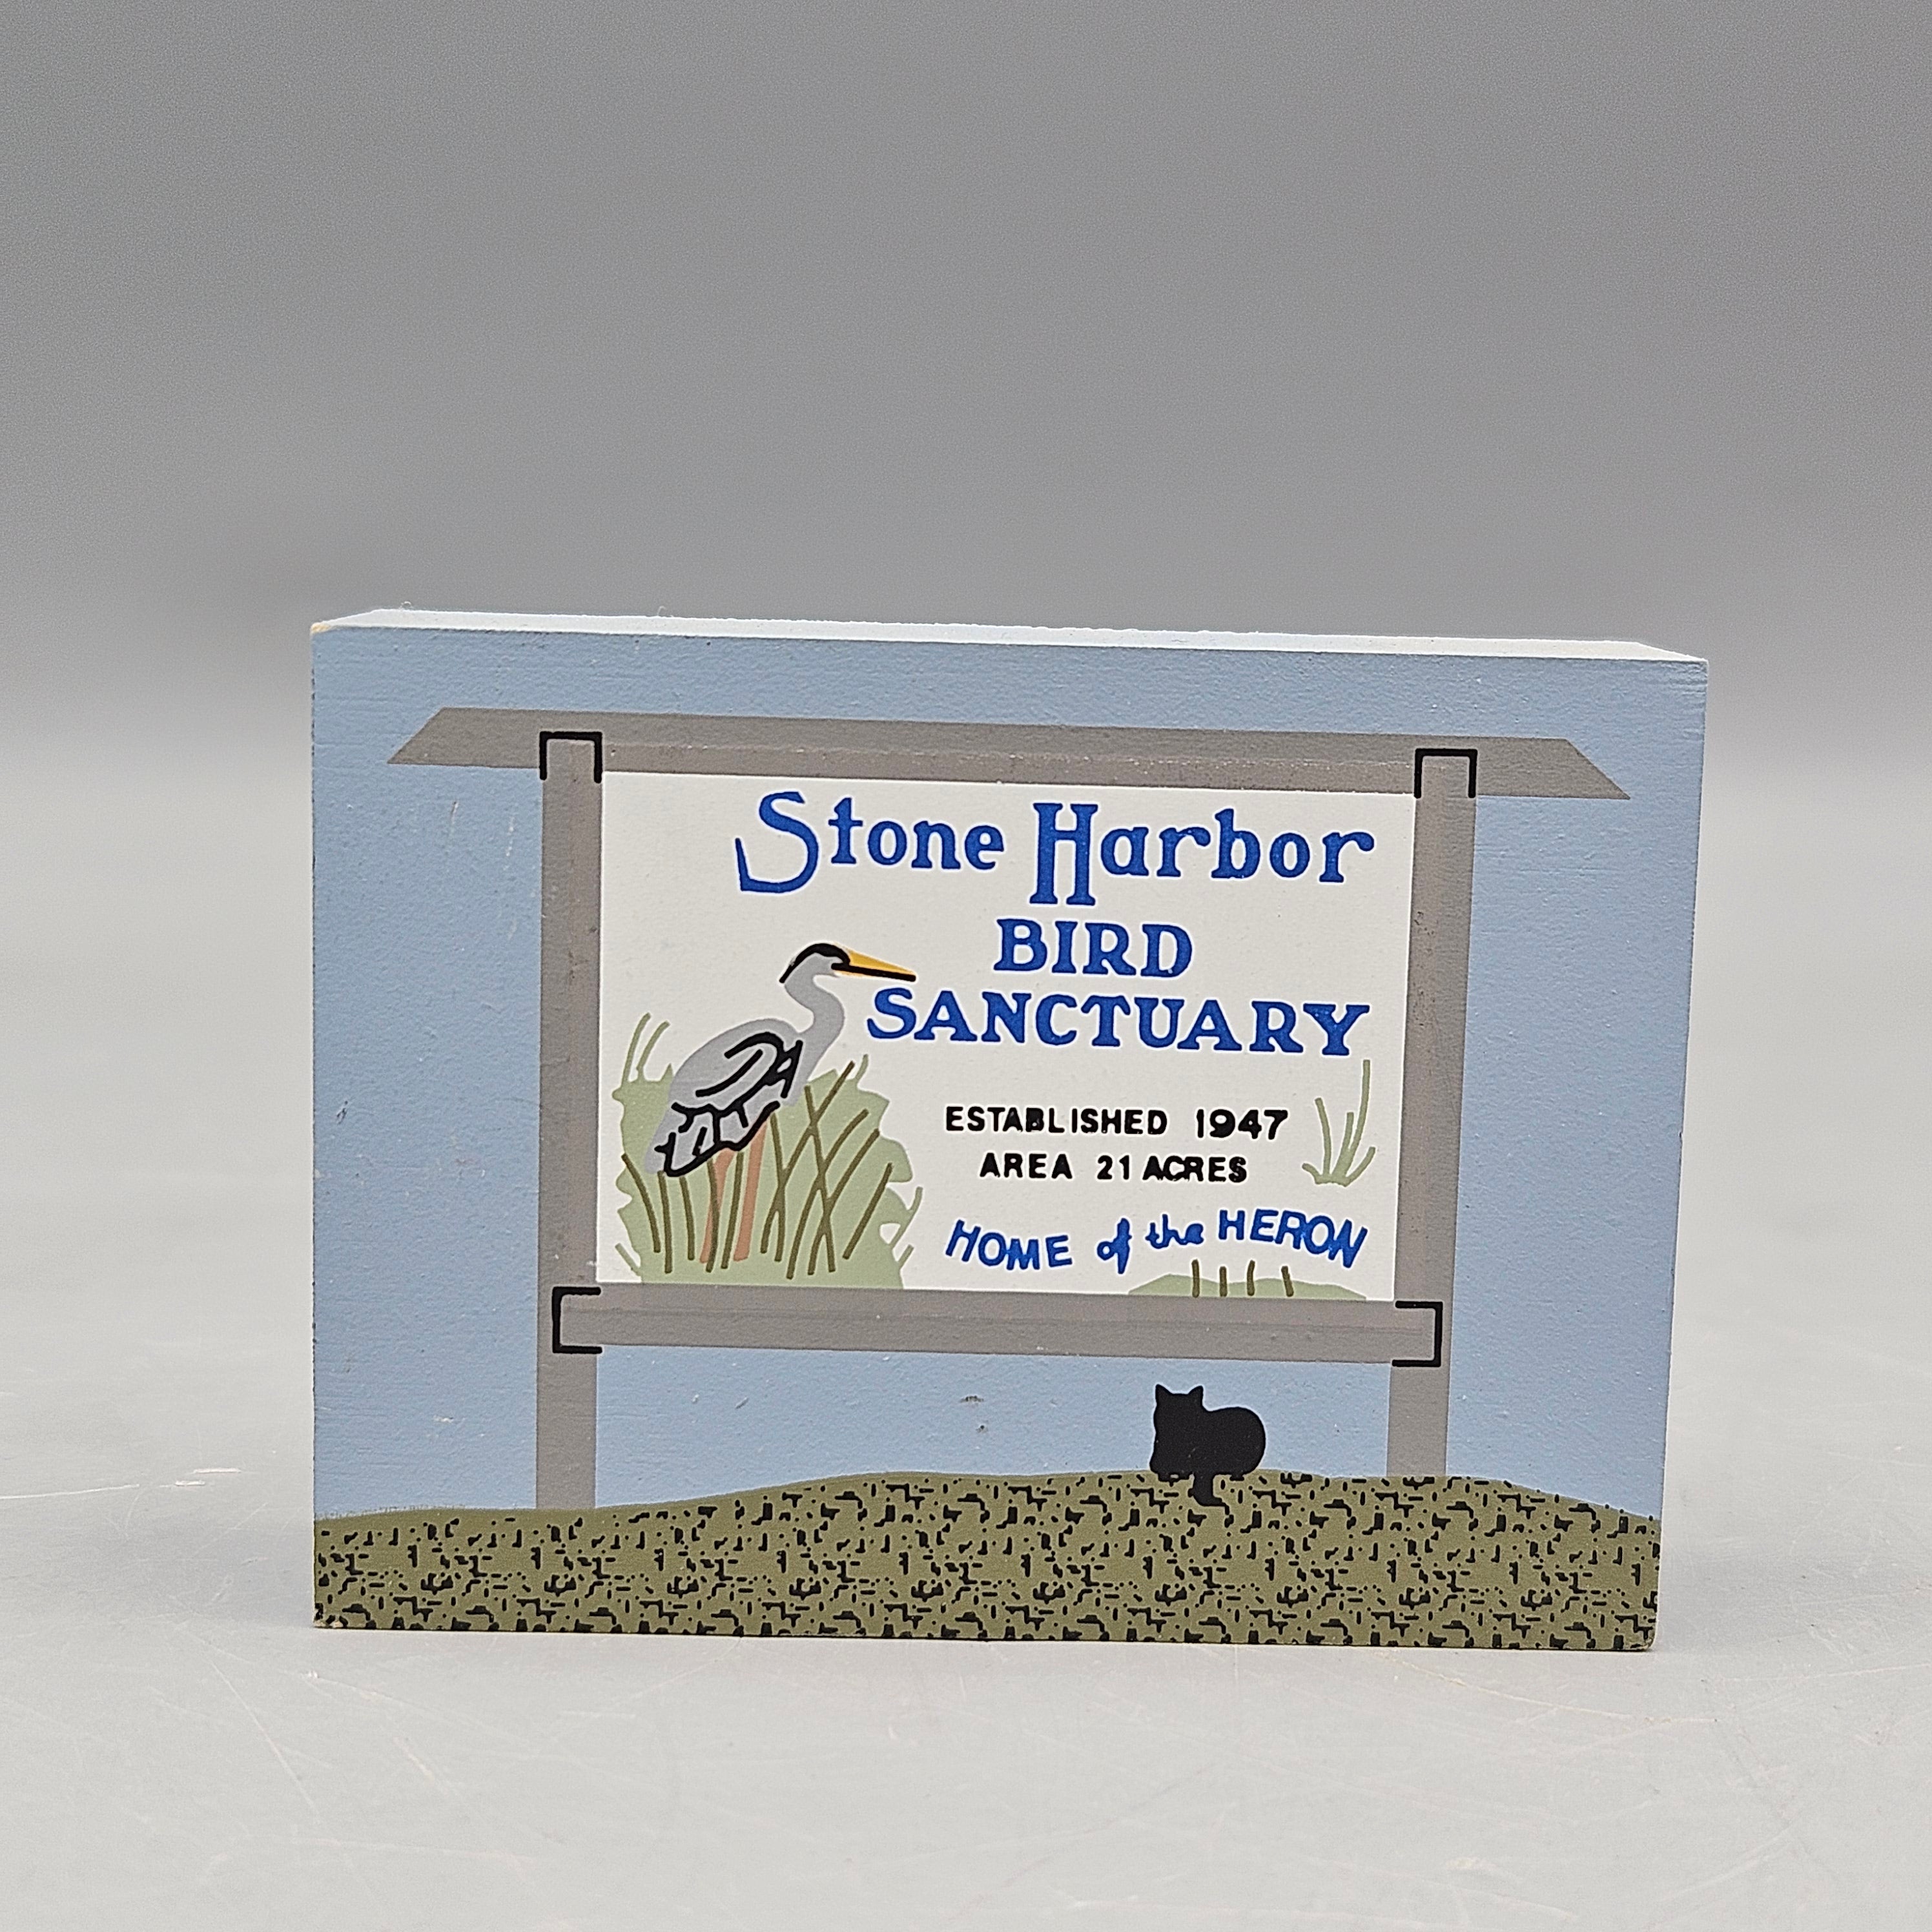 Stone Harbor
BIRD
SANCTUARY
ESTABLISHED 1947
AREA 21 ACRES
HOME of the HERON